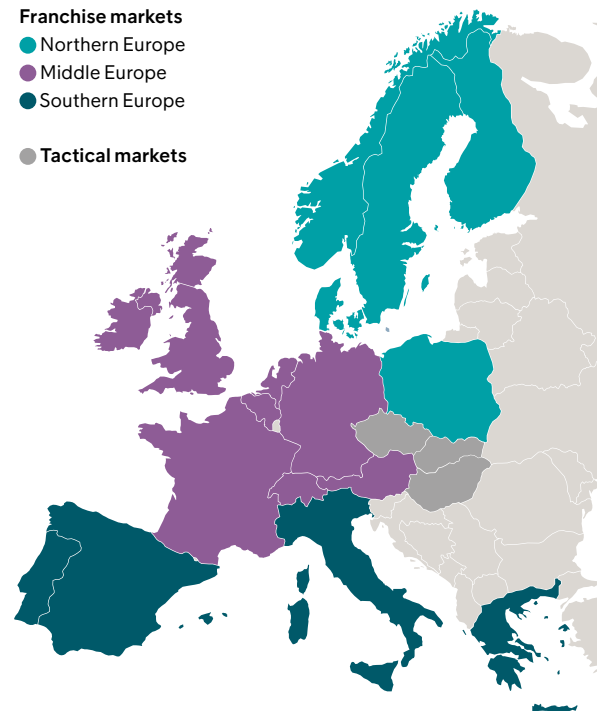 Franchise markets
Northern Europe
Middle Europe
Southern Europe
Tactical markets